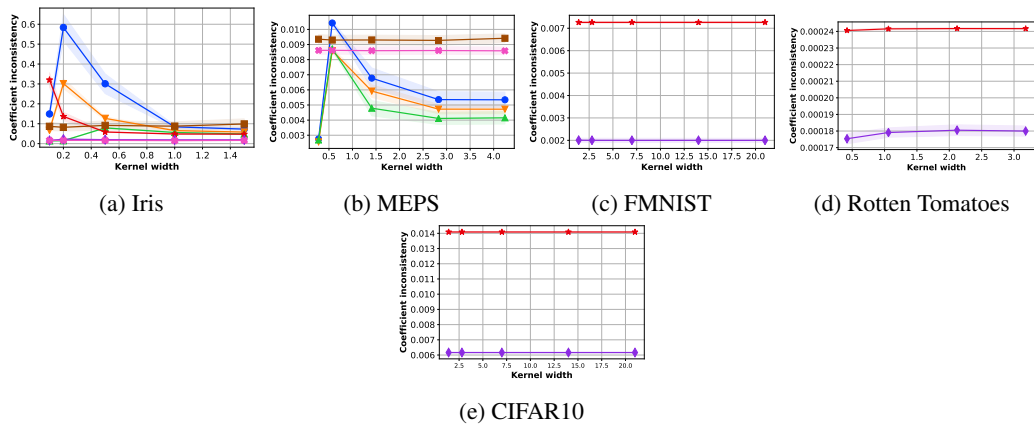 Coefficient inconsistency
0.6
0.5
0.4
0.3
0.2
0.1
0.0
0.2 0.4 0.6 0.8 1.0 1.2 1.4
Kernel width
(a) Iris
Coefficient inconsistency
0.010
0.009
0.008
0.007
0.006
0.005
0.004
0.003
0.5 1.0 1.5 2.0 2.5 3.0 3.5 4.0
Kernel width
(b) MEPS
Coefficient inconsistency
0.007
0.006
0.005
0.004
0.003
0.002
2.5 5.0 7.5 10.0 12.5 15.0 17.5 20.0
Kernel width
(c) FMNIST
Coefficient inconsistency
0.00024
0.00023
0.00021
0.00021
0.00019
0.00018
0.00017
0.5 1.0 1.5 2.0 2.5 3.0
Kernel width
(d) Rotten Tomatoes
Coefficient inconsistency
0.014
0.013
0.012
0.011
0.010
0.009
0.008
0.007
0.006
2.5 5.0 7.5 10.0 12.5 15.0 17.5 20.0
Kernel width
(e) CIFAR10